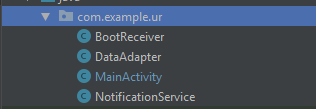 com.example.ur
BootReceiver
DataAdapter
MainActivity
NotificationService